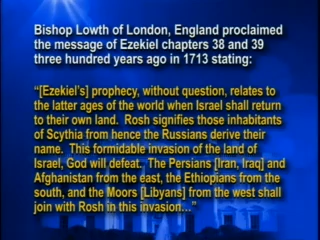 Bishop Lowth of London, England proclaimed
the message of Ezekiel chapters 38 and 39
three hundred years ago in 1713 stating:
“[Ezekiel’s] prophecy, without question, relates to
the latter ages of the world when Israel shall return
to their own land.  Rosh signifies those inhabitants
of Scythia from hence the Russians derive their
name.  This formidable invasion of the land of
Israel, God will defeat.  The Persians [Iran, Iraq] and
Afghanistan from the east, the Ethiopians from the
south, and the Moors [Libyans] from the west shall
join with Rosh in this invasion…”